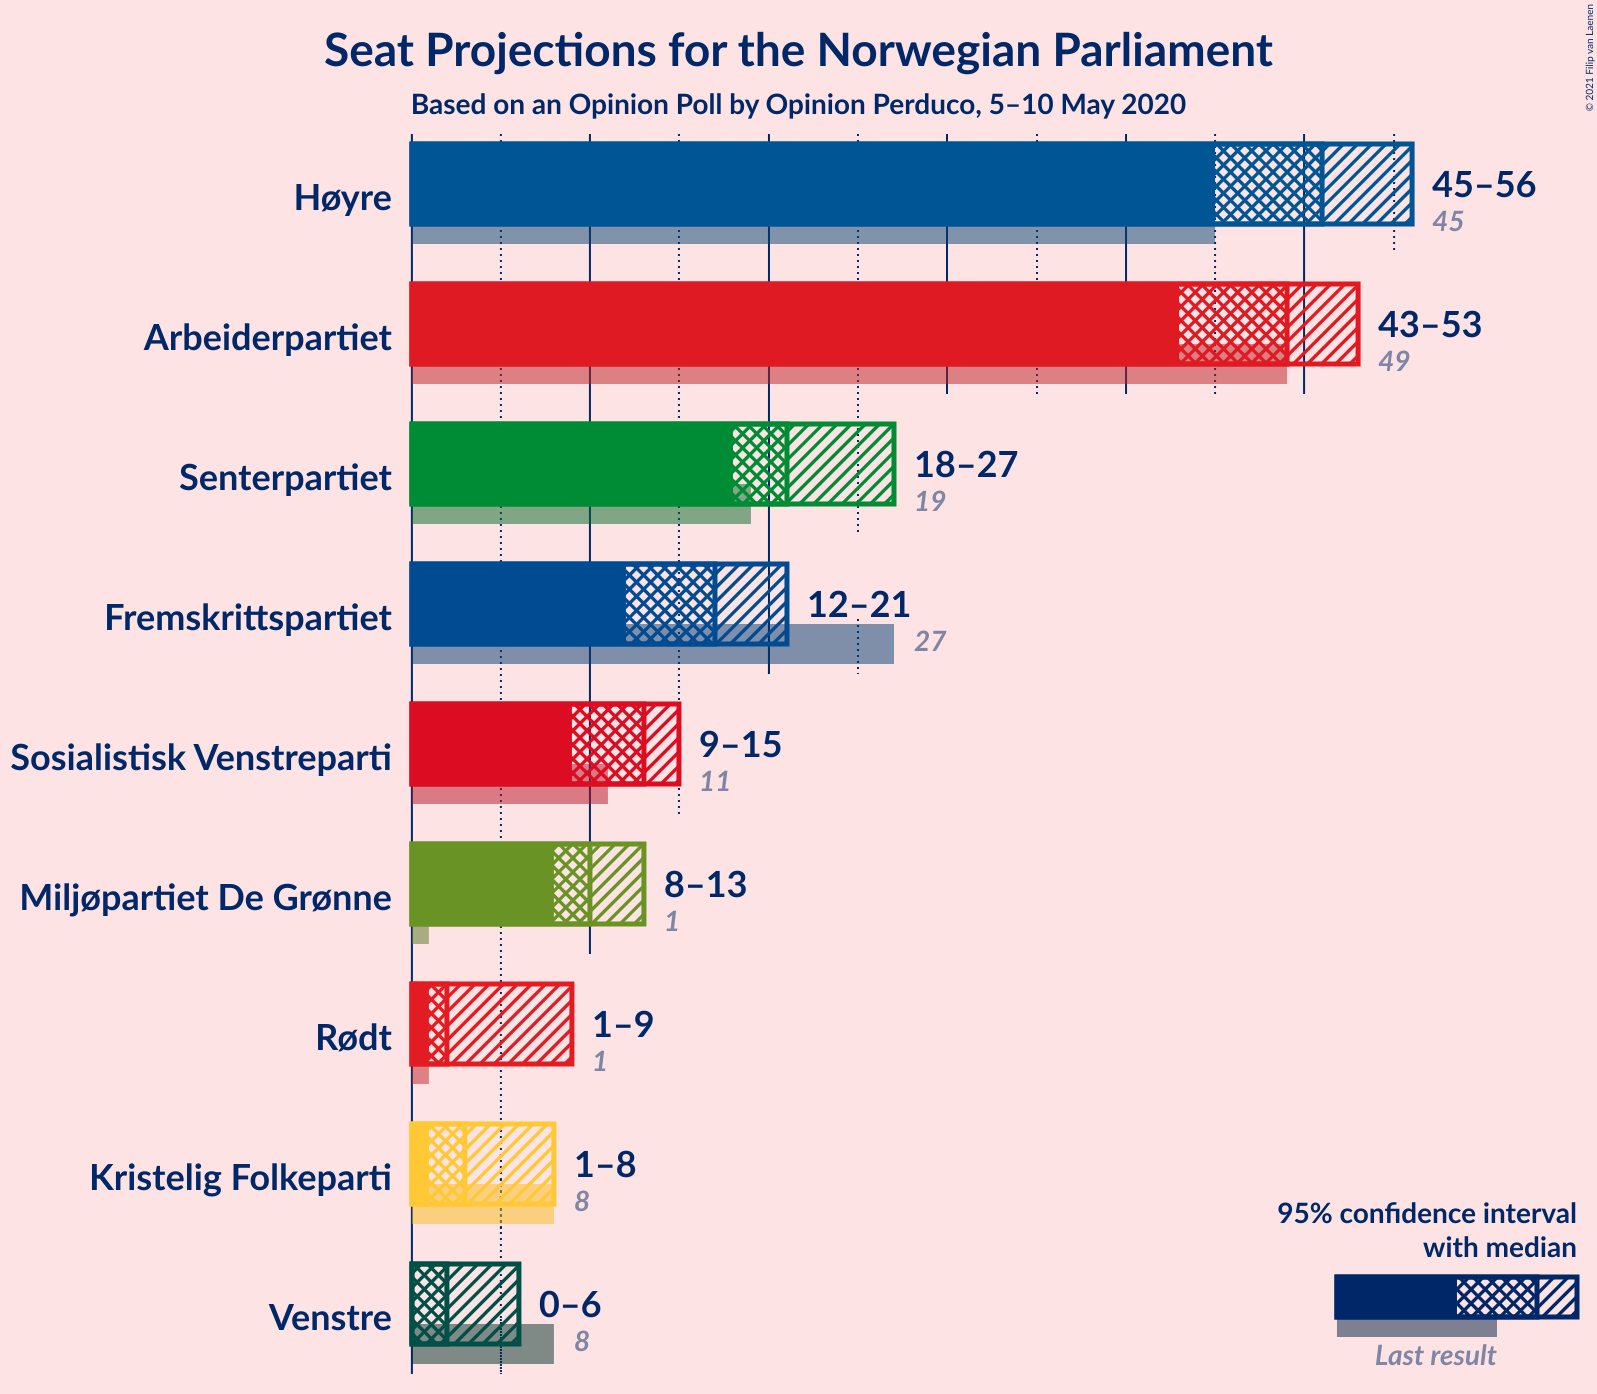 Seat Projections for the Norwegian Parliament
Based on an Opinion Poll by Opinion Perduco, 5–10 May 2020
© 2021 Filip van Laenen
Høyre
45–56
45
Arbeiderpartiet
43–53
49
Senterpartiet
18–27
19
Fremskrittspartiet
12–21
27
Sosialistisk Venstreparti
9–15
11
Miljøpartiet De Grønne
8–13
1
Rødt
1–9
1
Kristelig Folkeparti
1–8
8
Venstre
0–6
8
95% confidence interval
with median
Last result